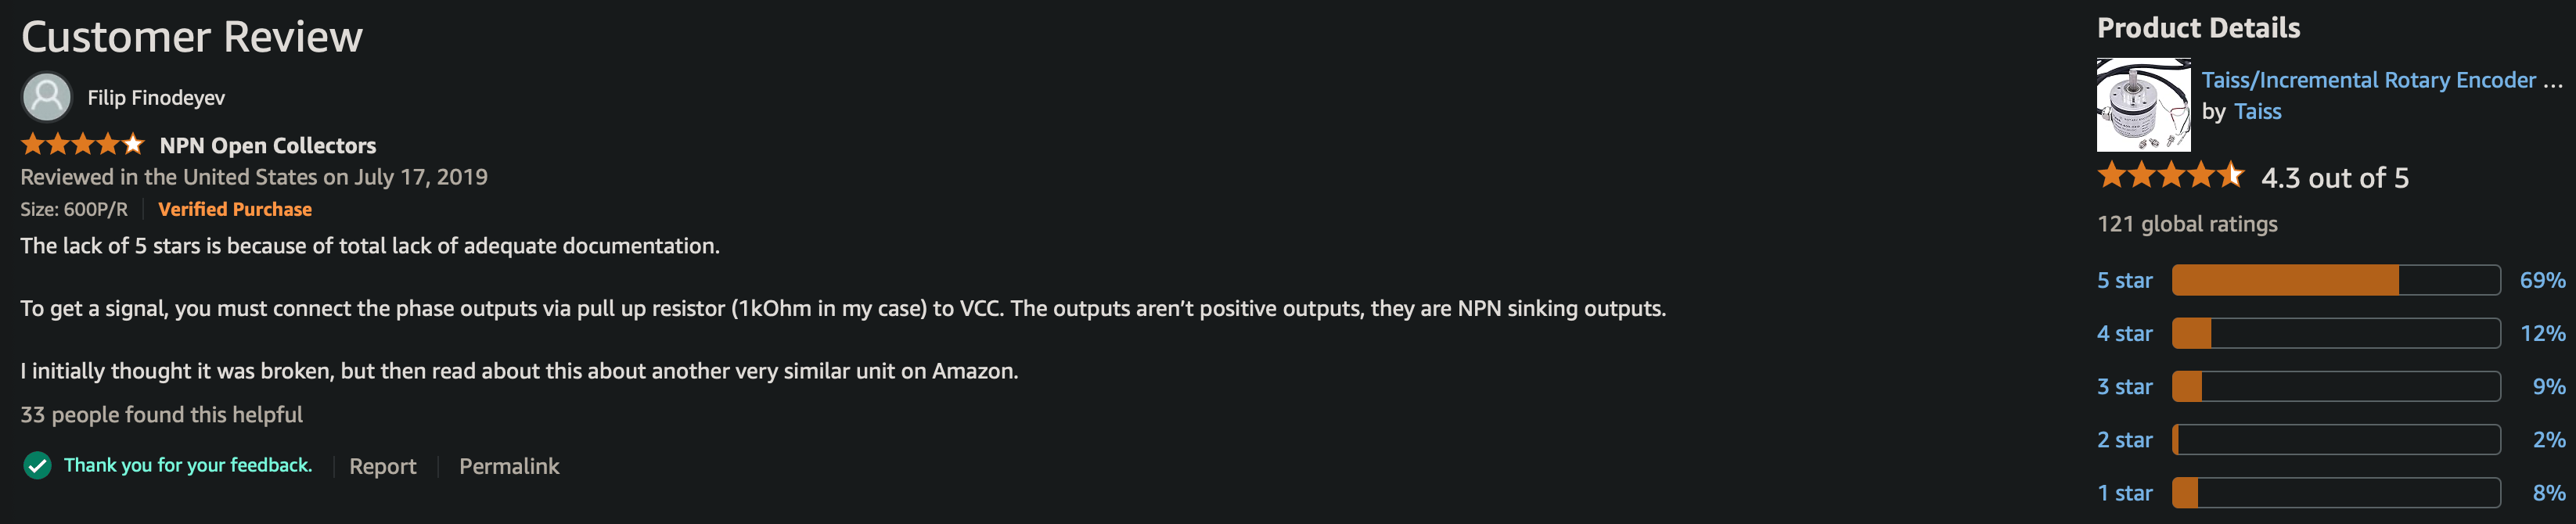 Customer Review
Filip Finodeyev
NPN Open Collectors
Reviewed in the United States on July 17, 2019
Size: 600P/R
Verified Purchase
The lack of 5 stars is because of total lack of adequate documentation.
To get a signal, you must connect the phase outputs via pull up resistor (1kOhm in my case) to VCC. The outputs aren’t positive outputs, they are NPN sinking outputs.
I initially thought it was broken, but then read about this about another very similar unit on Amazon.
33 people found this helpful
Thank you for your feedback.
Report
Permalink
Product Details
Taiss/Incremental Rotary Encoder ...
by Taiss
4.3 out of 5
121 global ratings
5 star 69%
4 star 12%
3 star 9%
2 star 2%
1 star 8%